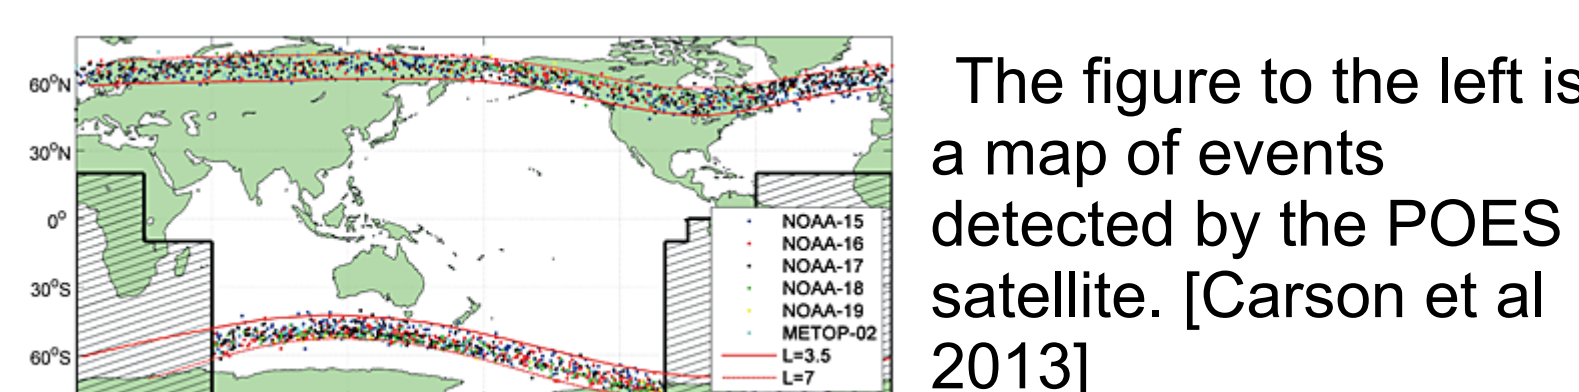 60°N
30°N
0°
30°S
60°S
NOAA-15
NOAA-16
NOAA-17
NOAA-18
NOAA-19
METOP-02
L=3.5
L=7
The figure to the left is
a map of events
detected by the POES
satellite. [Carson et al
2013]